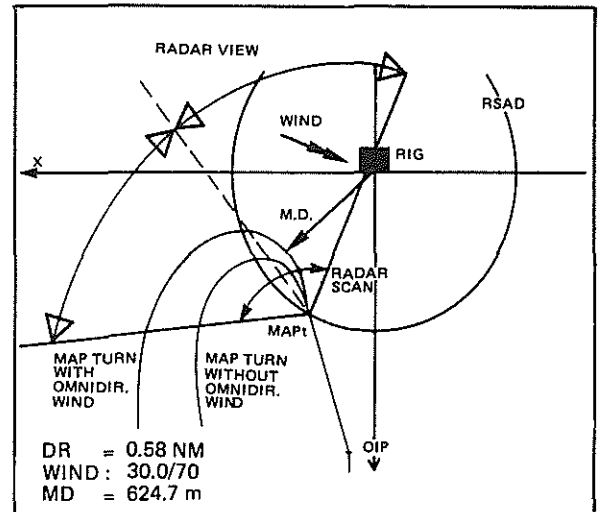 RADAR VIEW
RSAD
WIND
RIG
X
M.D.
RADAR
SCAN
MAPt
MAP TURN
WITH
OMNIDIR.
WIND
MAP TURN
WITHOUT
OMNIDIR.
WIND
OIP
DR = 0.58 NM
WIND: 30.0/70
MD = 624.7 m